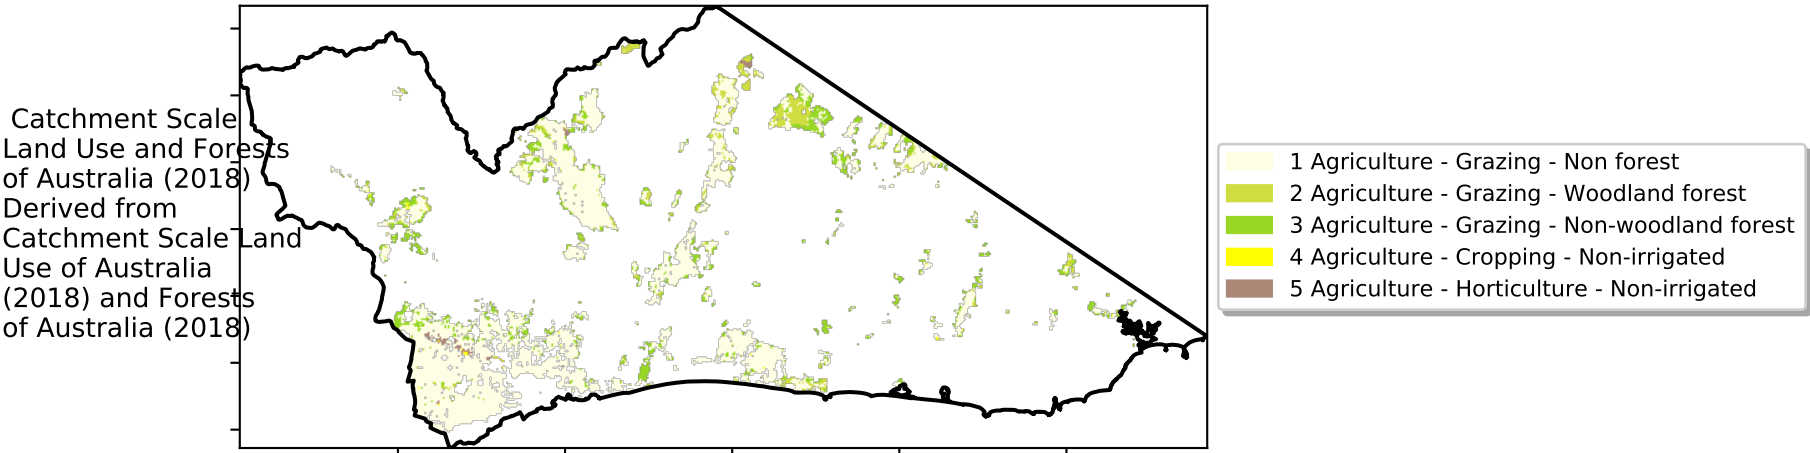 Catchment Scale
Land Use and Forests
of Australia (2018)
Derived from
Catchment Scale Land
Use of Australia
(2018) and Forests
of Australia (2018)
1 Agriculture - Grazing - Non forest
2 Agriculture - Grazing - Woodland forest
3 Agriculture - Grazing - Non-woodland forest
4 Agriculture - Cropping - Non-irrigated
5 Agriculture - Horticulture - Non-irrigated